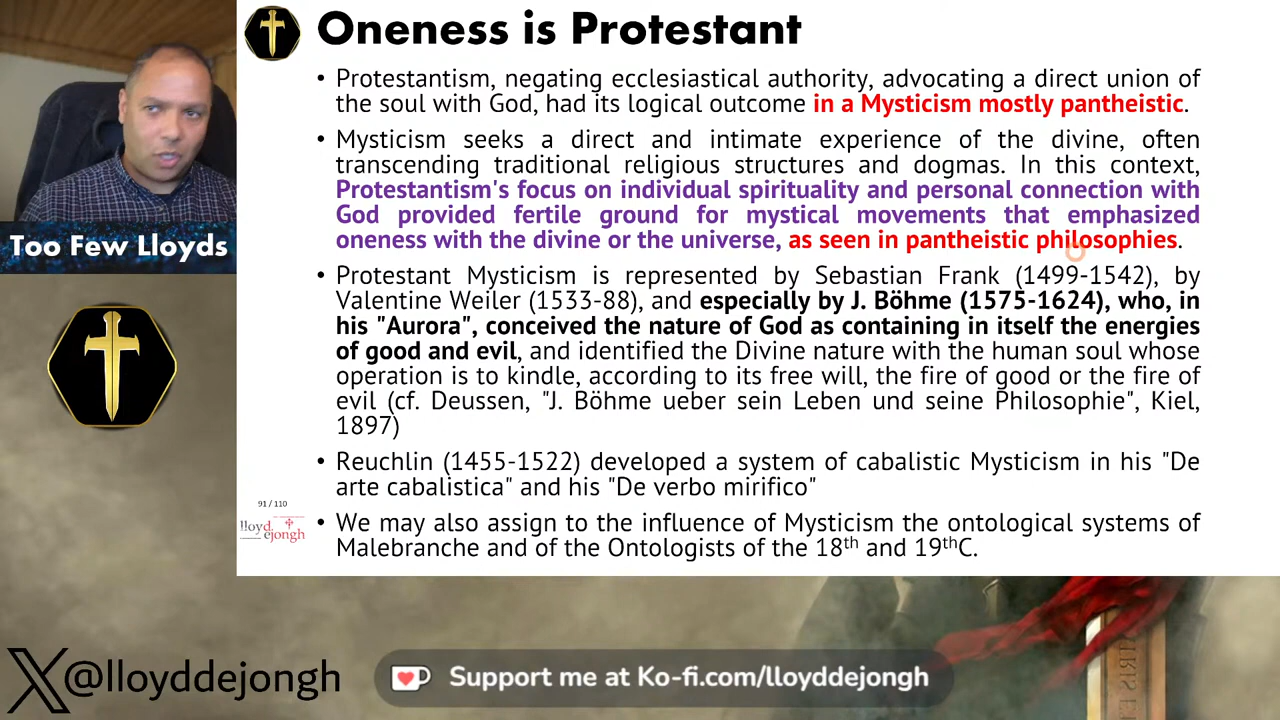 Oneness is Protestant
• Protestantism, negating ecclesiastical authority, advocating a direct union of
the soul with God, had its logical outcome in a Mysticism mostly pantheistic.
• Mysticism seeks a direct and intimate experience of the divine, often
transcending traditional religious structures and dogmas. In this context,
Protestantism's focus on individual spirituality and personal connection with
God provided fertile ground for mystical movements that emphasized
oneness with the divine or the universe, as seen in pantheistic philosophies.
• Protestant Mysticism is represented by Sebastian Frank (1499-1542), by
Valentine Weiler (1533-88), and especially by J. Böhme (1575-1624), who, in
his "Aurora", conceived the nature of God as containing in itself the energies
of good and evil, and identified the Divine nature with the human soul whose
operation is to kindle, according to its free will, the fire of good or the fire of
evil (cf. Deussen, "J. Böhme ueber sein Leben und seine Philosophie", Kiel,
1897)
• Reuchlin (1455-1522) developed a system of cabalistic Mysticism in his "De
arte cabalistica" and his "De verbo mirifico"
• We may also assign to the influence of Mysticism the ontological systems of
Malebranche and of the Ontologists of the 18th and 19thC.
Too Few Lloyds
91 / 110
lloyd
dejongh
X@lloyddejongh
Support me at Ko-fi.com/lloyddejongh